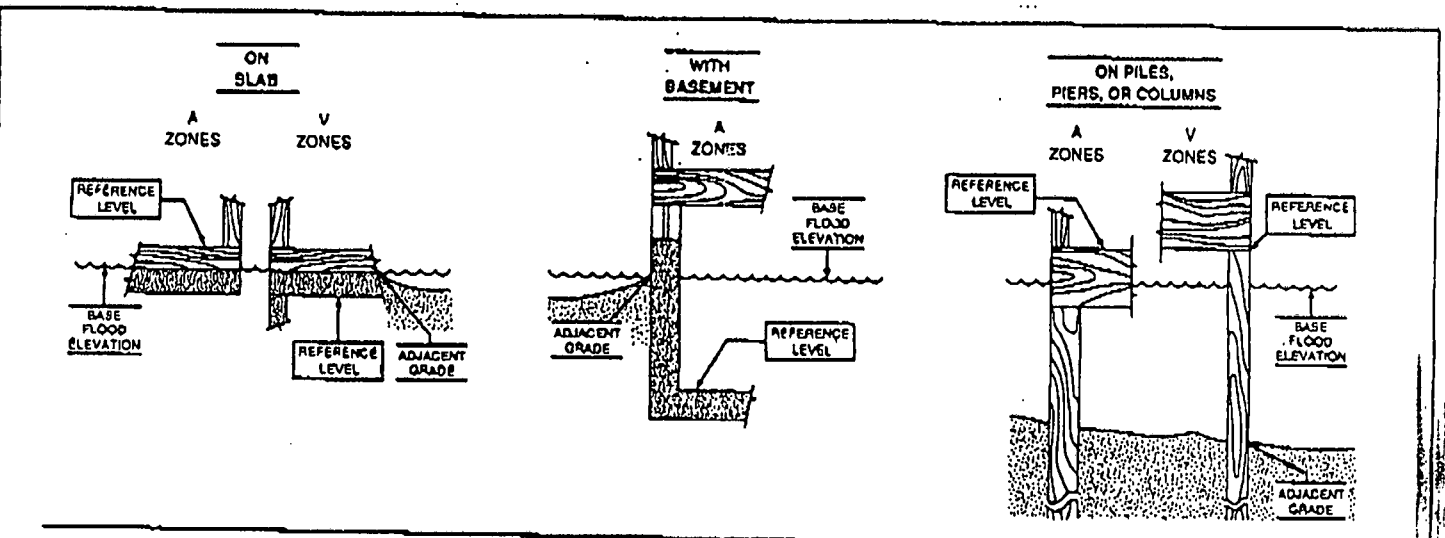 ON
SLAB
A
ZONES
V
ZONES
REFERENCE
LEVEL
BASE
FLOOD
ELEVATION
REFERENCE
LEVEL
ADJACENT
GRADE
WITH
BASEMENT
A
ZONES
BASE
FLOOD
ELEVATION
ADJACENT
GRADE
REFERENCE
LEVEL
ON PILES,
PIERS, OR COLUMNS
A
ZONES
V
ZONES
REFERENCE
LEVEL
REFERENCE
LEVEL
BASE
FLOOD
ELEVATION
ADJACENT
GRADE